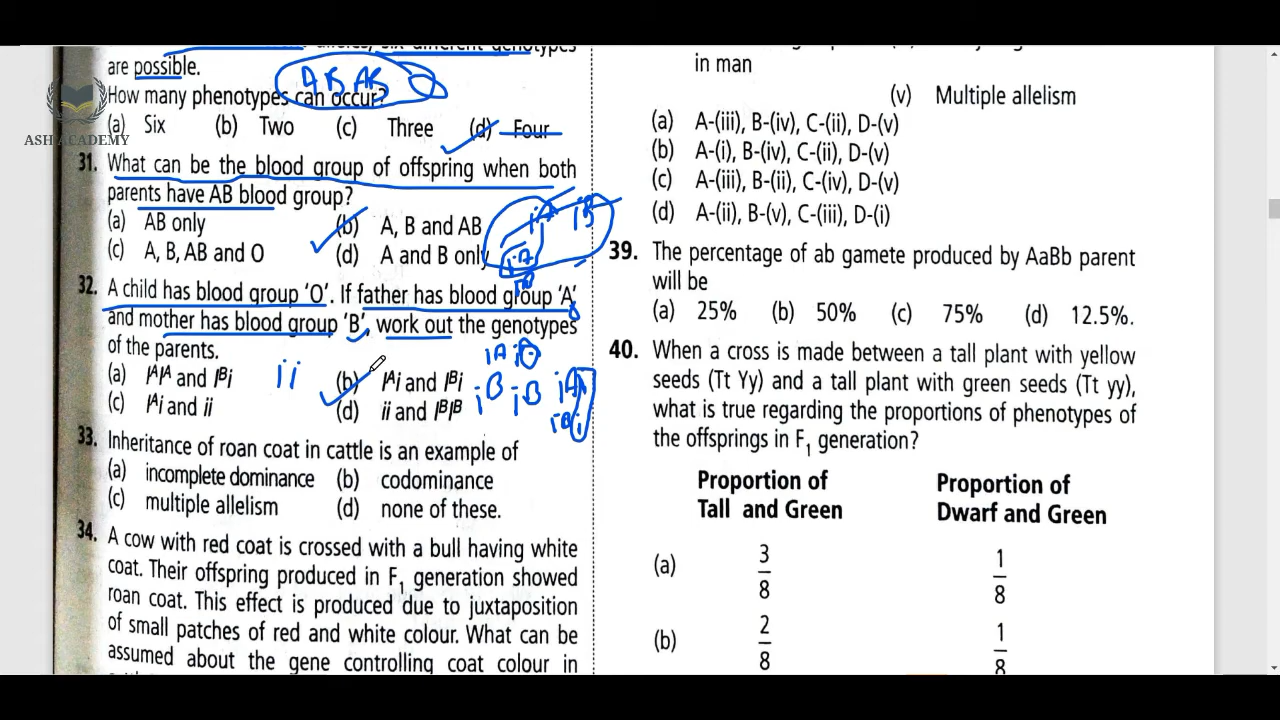 alleles, six different genotypes
are possible.
A B AB O
How many phenotypes can occur?
(a) Six (b) Two (c) Three (d) Four
ASH ACADEMY
31. What can be the blood group of offspring when both
parents have AB blood group?
(a) AB only (b) A, B and AB
(c) A, B, AB and O (d) A and B only
iA iB
iA
iB
32. A child has blood group ‘O’. If father has blood group ‘A’
and mother has blood group ‘B’, work out the genotypes
of the parents.
(a) IAIA and IBi (b) IAi and IBi
(c) IAi and ii (d) ii and IBIB
ii
33. Inheritance of roan coat in cattle is an example of
(a) incomplete dominance (b) codominance
(c) multiple allelism (d) none of these.
34. A cow with red coat is crossed with a bull having white
coat. Their offspring produced in F1 generation showed
roan coat. This effect is produced due to juxtaposition
of small patches of red and white colour. What can be
assumed about the gene controlling coat colour in
in man
(v) Multiple allelism
(a) A-(iii), B-(iv), C-(ii), D-(v)
(b) A-(i), B-(iv), C-(ii), D-(v)
(c) A-(iii), B-(ii), C-(iv), D-(v)
(d) A-(ii), B-(v), C-(iii), D-(i)
39. The percentage of ab gamete produced by AaBb parent
will be
(a) 25% (b) 50% (c) 75% (d) 12.5%.
40. When a cross is made between a tall plant with yellow
seeds (Tt Yy) and a tall plant with green seeds (Tt yy),
what is true regarding the proportions of phenotypes of
the offsprings in F1 generation?
Proportion of Proportion of
Tall and Green Dwarf and Green
(a) 3/8 1/8
(b) 2/8 1/8